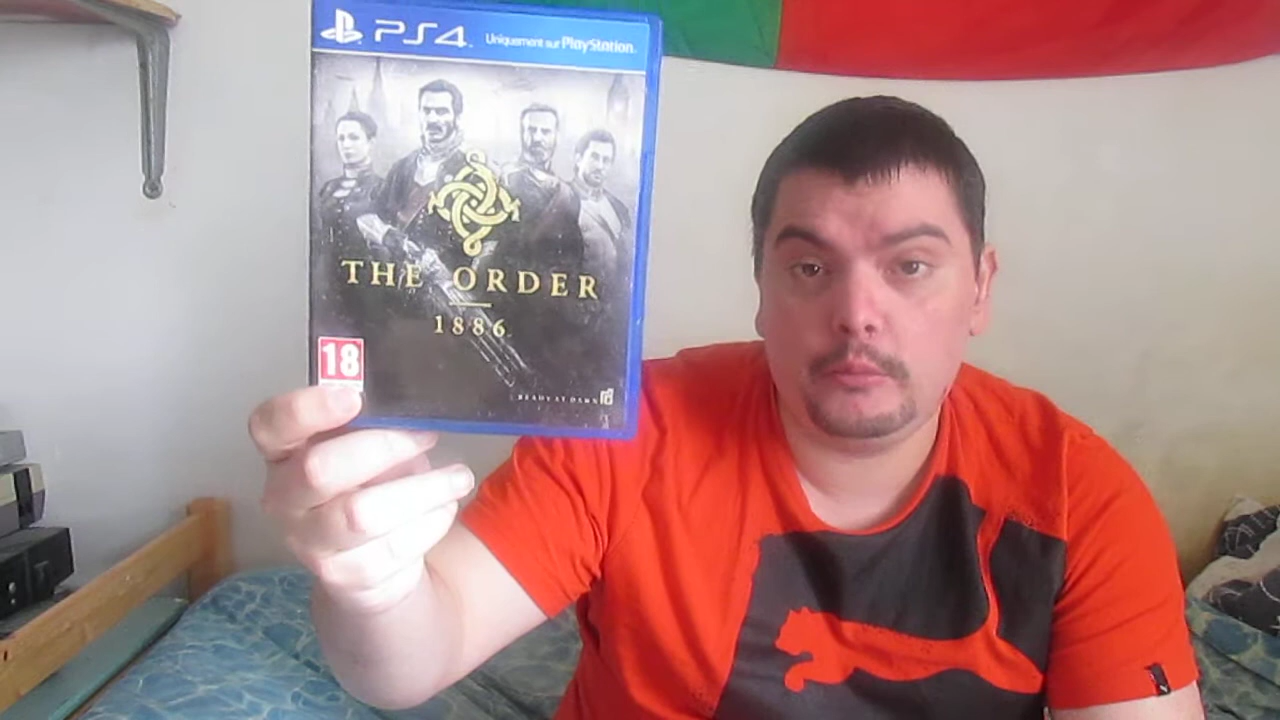 PS4
Uniquement sur PlayStation
THE ORDER
1886
18
READY AT DAWN